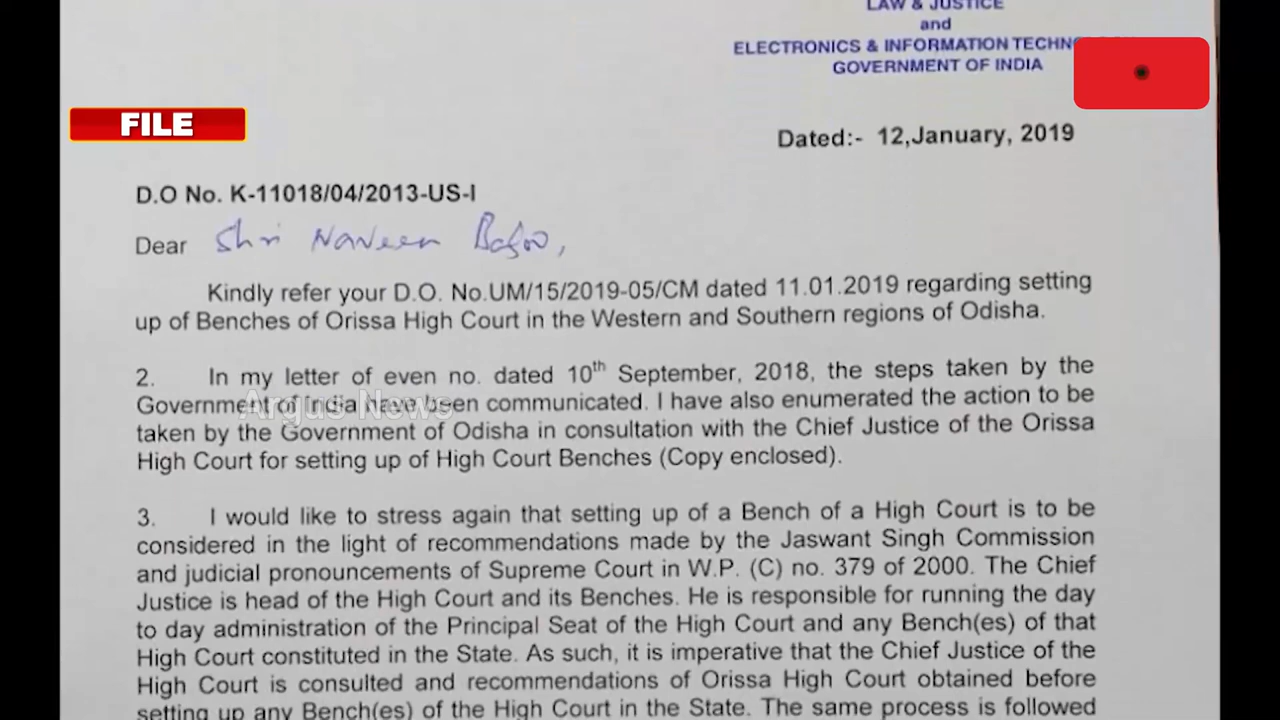 LAW & JUSTICE
and
ELECTRONICS & INFORMATION
GOVERNMENT OF INDIA
FILE
Dated:- 12,January, 2019
D.O No. K-11018/04/2013-US-I
Dear Shri Naveen Baboo,
Kindly refer your D.O. No.UM/15/2019-05/CM dated 11.01.2019 regarding setting
up of Benches of Orissa High Court in the Western and Southern regions of Odisha.
2. In my letter of even no. dated 10th September, 2018, the steps taken by the
Government of India have been communicated. I have also enumerated the action to be
Argus News
taken by the Government of Odisha in consultation with the Chief Justice of the Orissa
High Court for setting up of High Court Benches (Copy enclosed).
3. I would like to stress again that setting up of a Bench of a High Court is to be
considered in the light of recommendations made by the Jaswant Singh Commission
and judicial pronouncements of Supreme Court in W.P. (C) no. 379 of 2000. The Chief
Justice is head of the High Court and its Benches. He is responsible for running the day
to day administration of the Principal Seat of the High Court and any Bench(es) of that
High Court constituted in the State. As such, it is imperative that the Chief Justice of the
High Court is consulted and recommendations of Orissa High Court obtained before
setting up any Bench(es) of the High Court in the State. The same process is followed